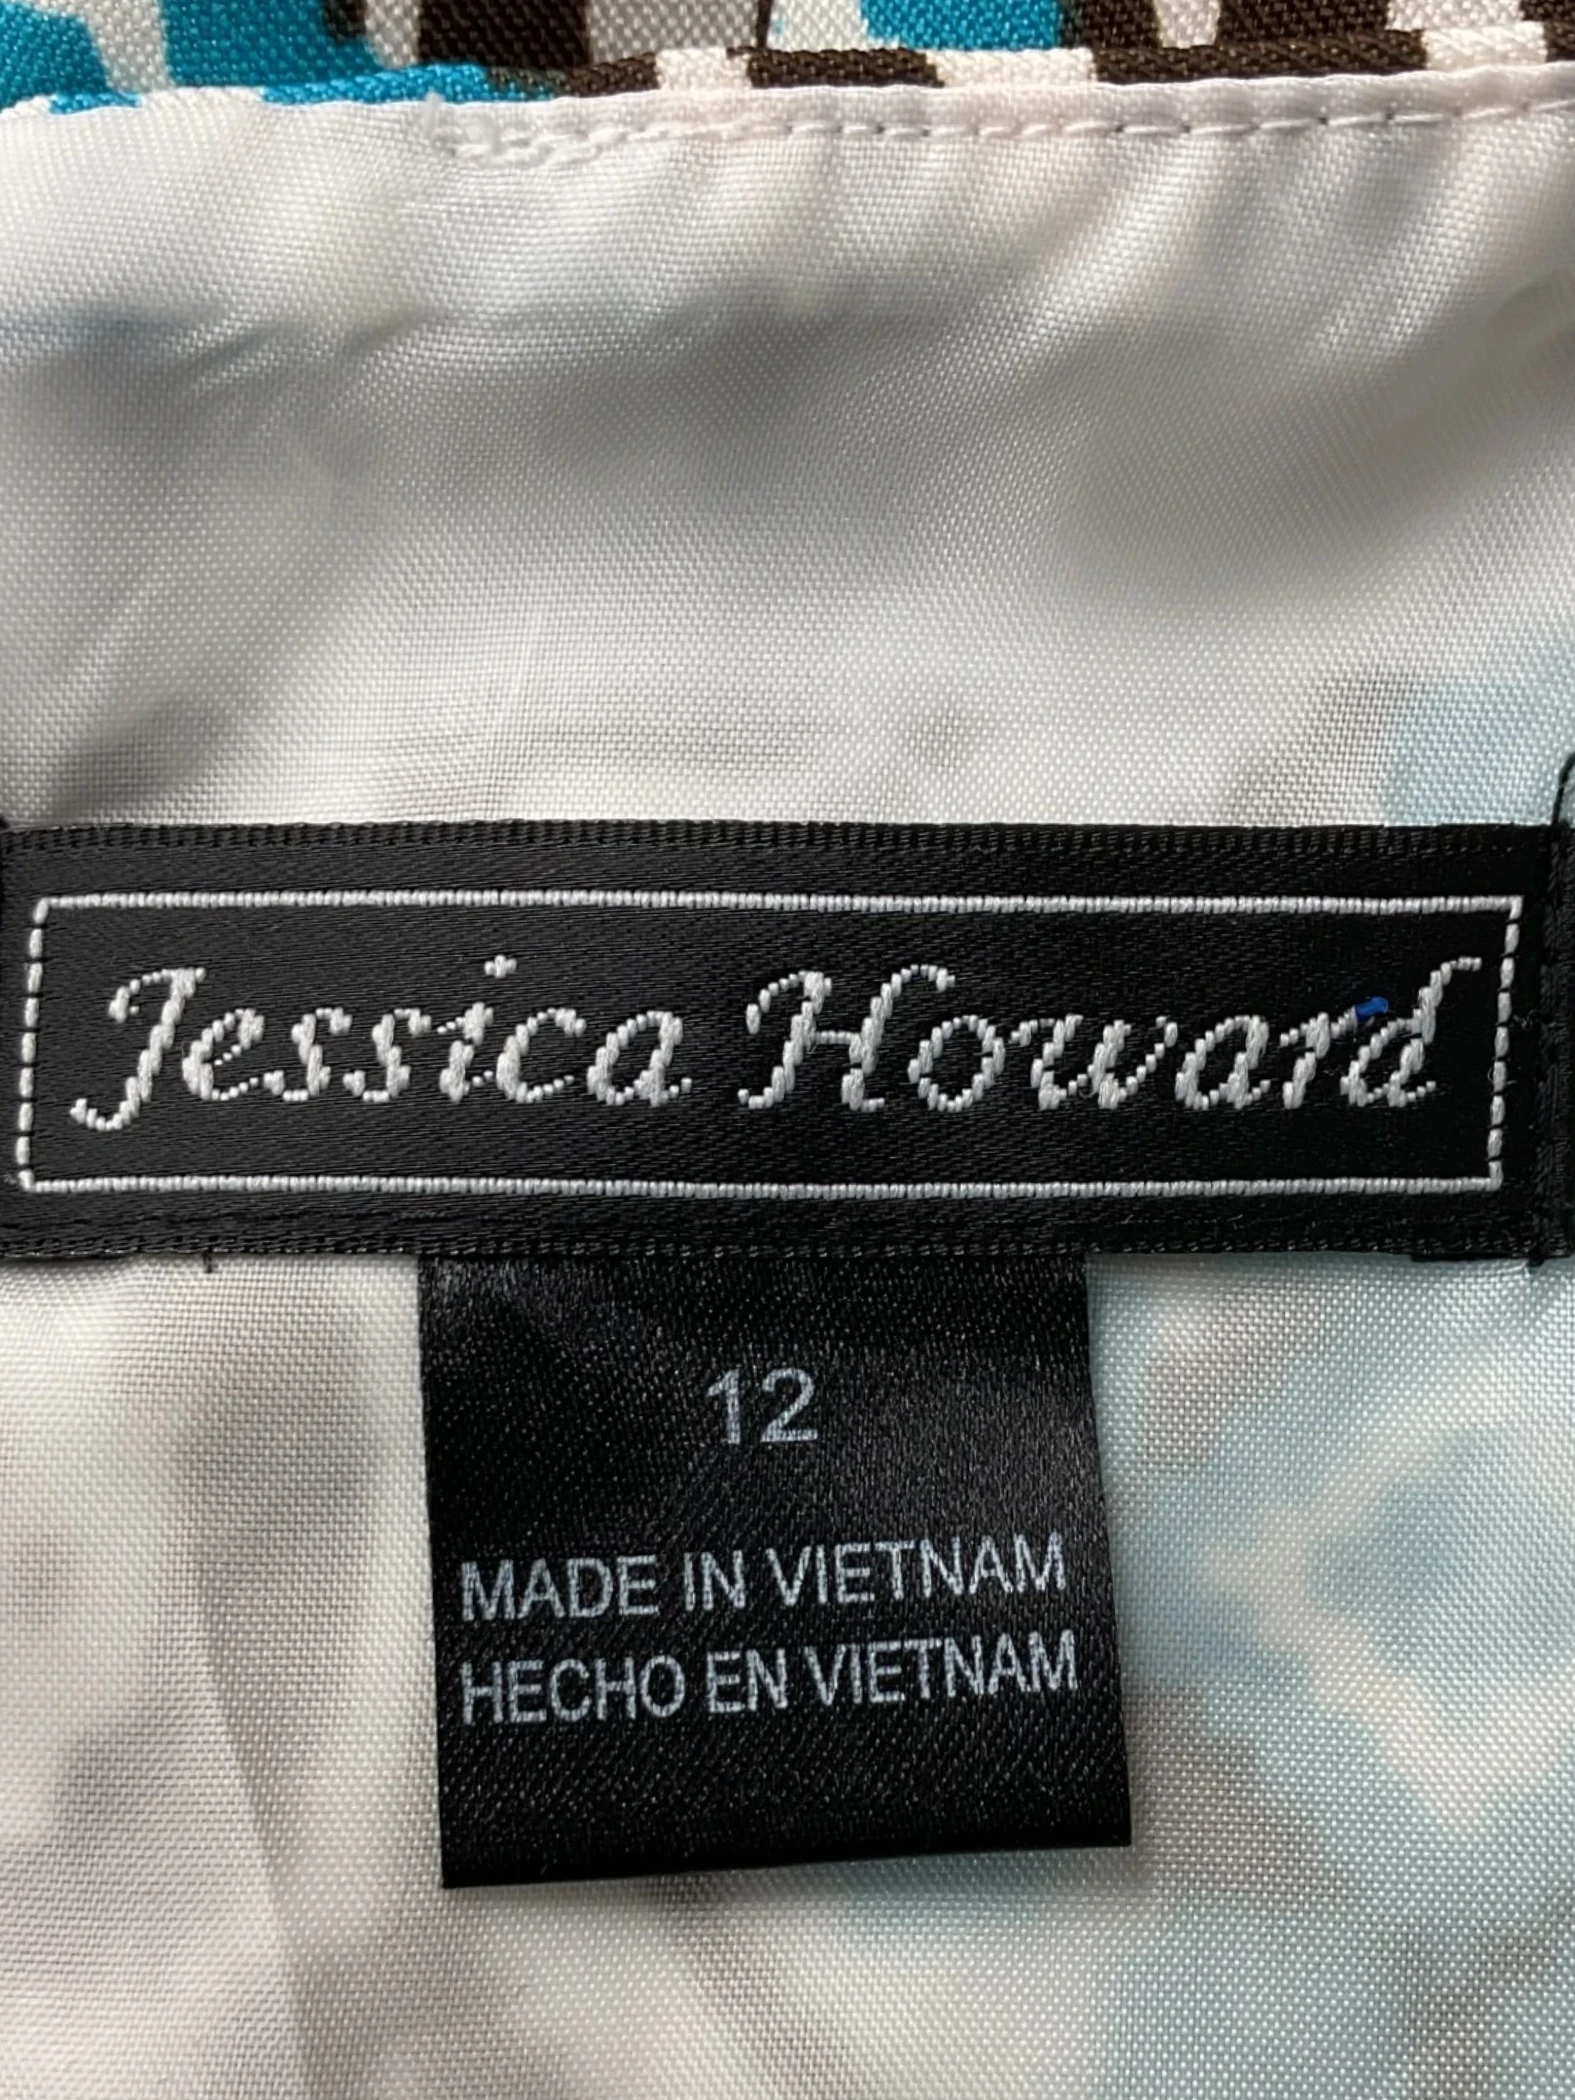 Jessica Howard
12
MADE IN VIETNAM
HECHO EN VIETNAM